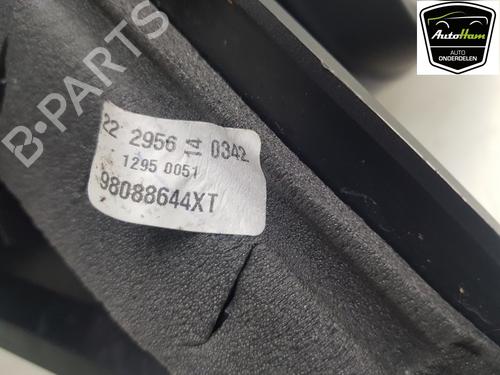 22 2956 14 0342
1295 0051
98088644XT
B-PARTS
AutoHam
AUTO
ONDERDELEN